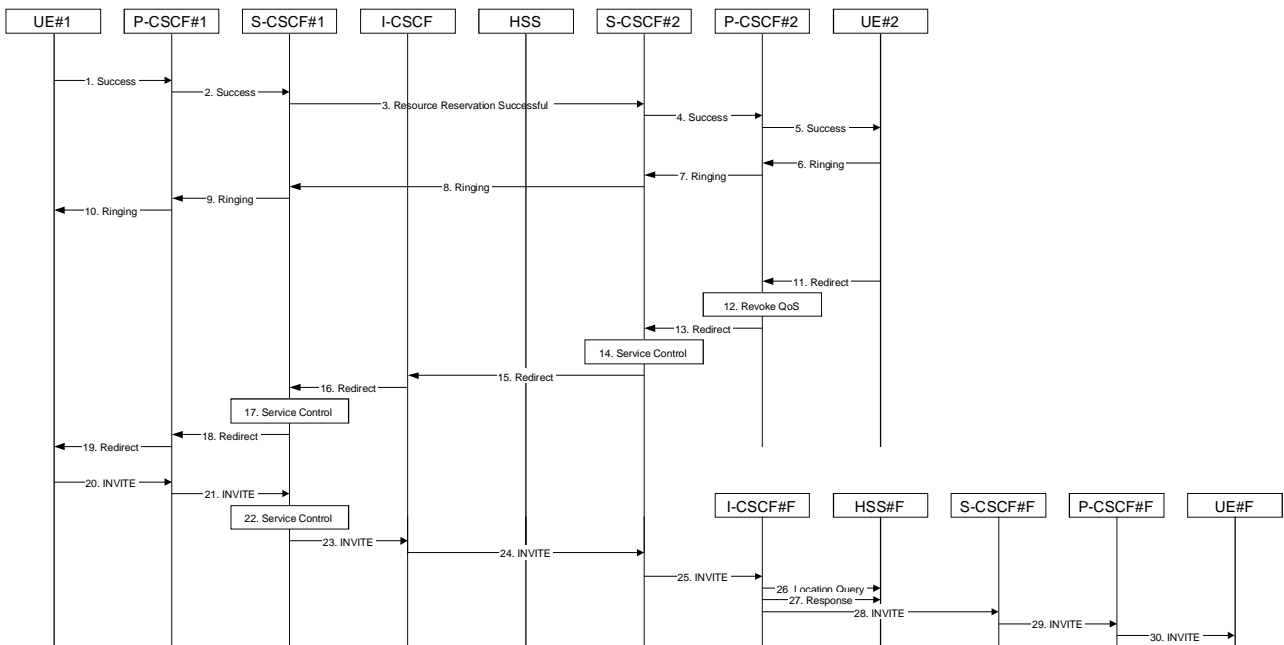 UE#1
P-CSCF#1
S-CSCF#1
I-CSCF
HSS
S-CSCF#2
P-CSCF#2
UE#2
1. Success
2. Success
3. Resource Reservation Successful
4. Success
5. Success
6. Ringing
7. Ringing
8. Ringing
9. Ringing
10. Ringing
11. Redirect
12. Revoke QoS
13. Redirect
14. Service Control
15. Redirect
16. Redirect
17. Service Control
18. Redirect
19. Redirect
20. INVITE
21. INVITE
I-CSCF#F
HSS#F
S-CSCF#F
P-CSCF#F
UE#F
22. Service Control
23. INVITE
24. INVITE
25. INVITE
26. Location Query
27. Response
28. INVITE
29. INVITE
30. INVITE